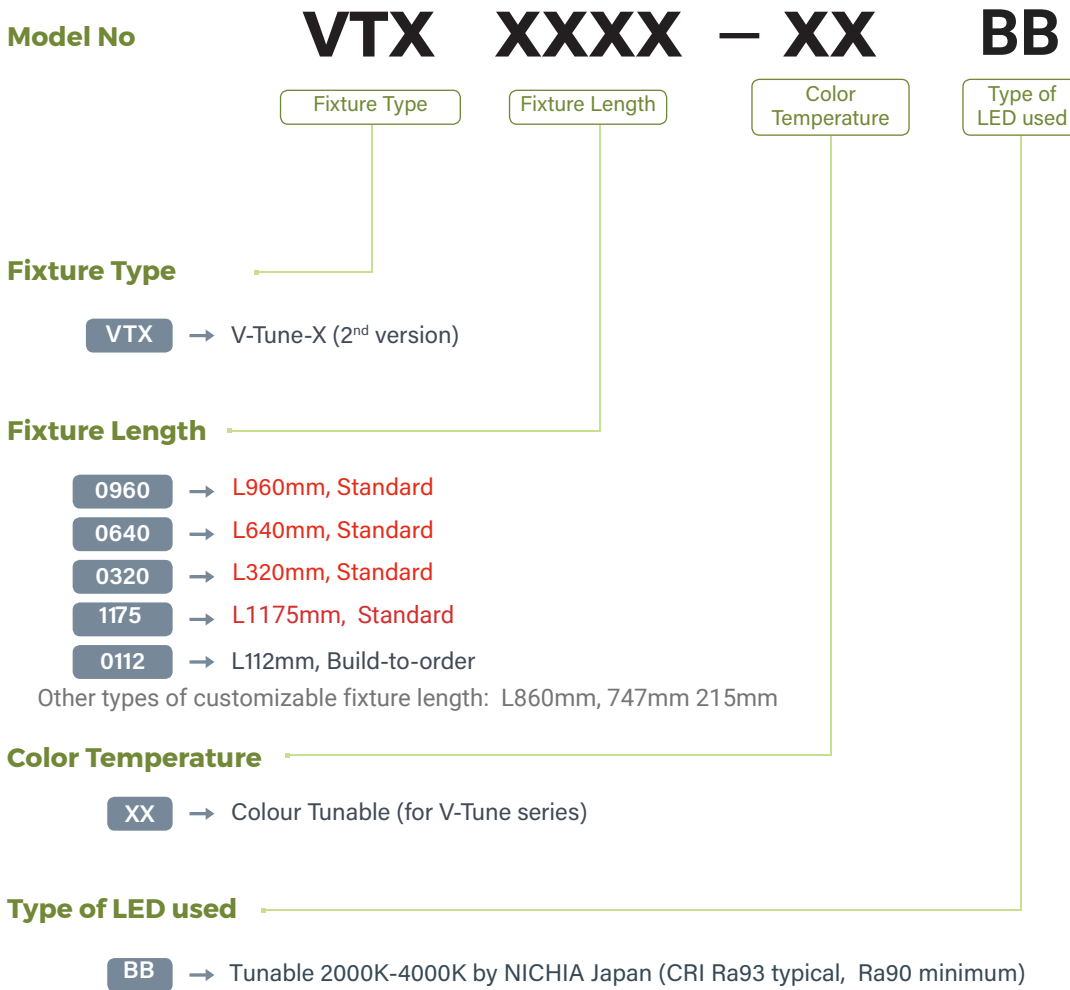 Model No VTX XXXX – XX BB
Fixture Type Fixture Length Color Temperature Type of LED used
Fixture Type
VTX → V-Tune-X (2nd version)
Fixture Length
0960 → L960mm, Standard
0640 → L640mm, Standard
0320 → L320mm, Standard
1175 → L1175mm, Standard
0112 → L112mm, Build-to-order
Other types of customizable fixture length: L860mm, 747mm 215mm
Color Temperature
XX → Colour Tunable (for V-Tune series)
Type of LED used
BB → Tunable 2000K-4000K by NICHIA Japan (CRI Ra93 typical, Ra90 minimum)